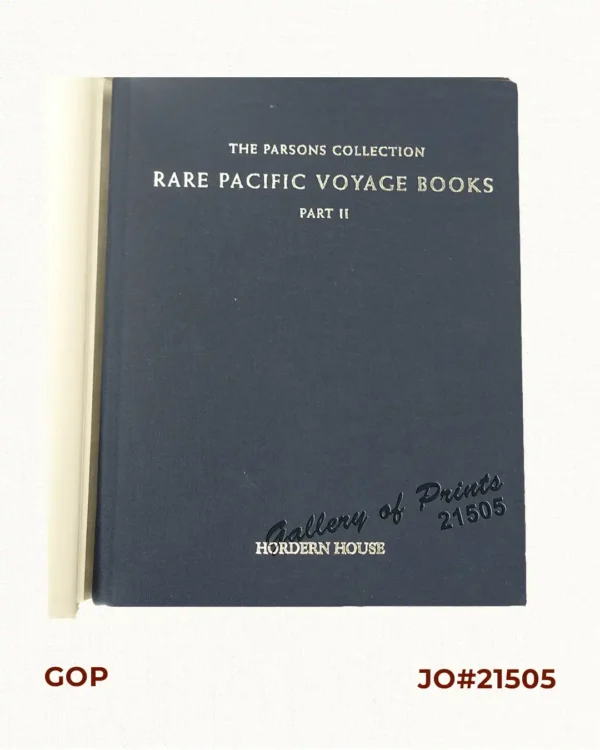 THE PARSONS COLLECTION
RARE PACIFIC VOYAGE BOOKS
PART II
Gallery of Prints
21505
HORDERN HOUSE
GOP
JO#21505